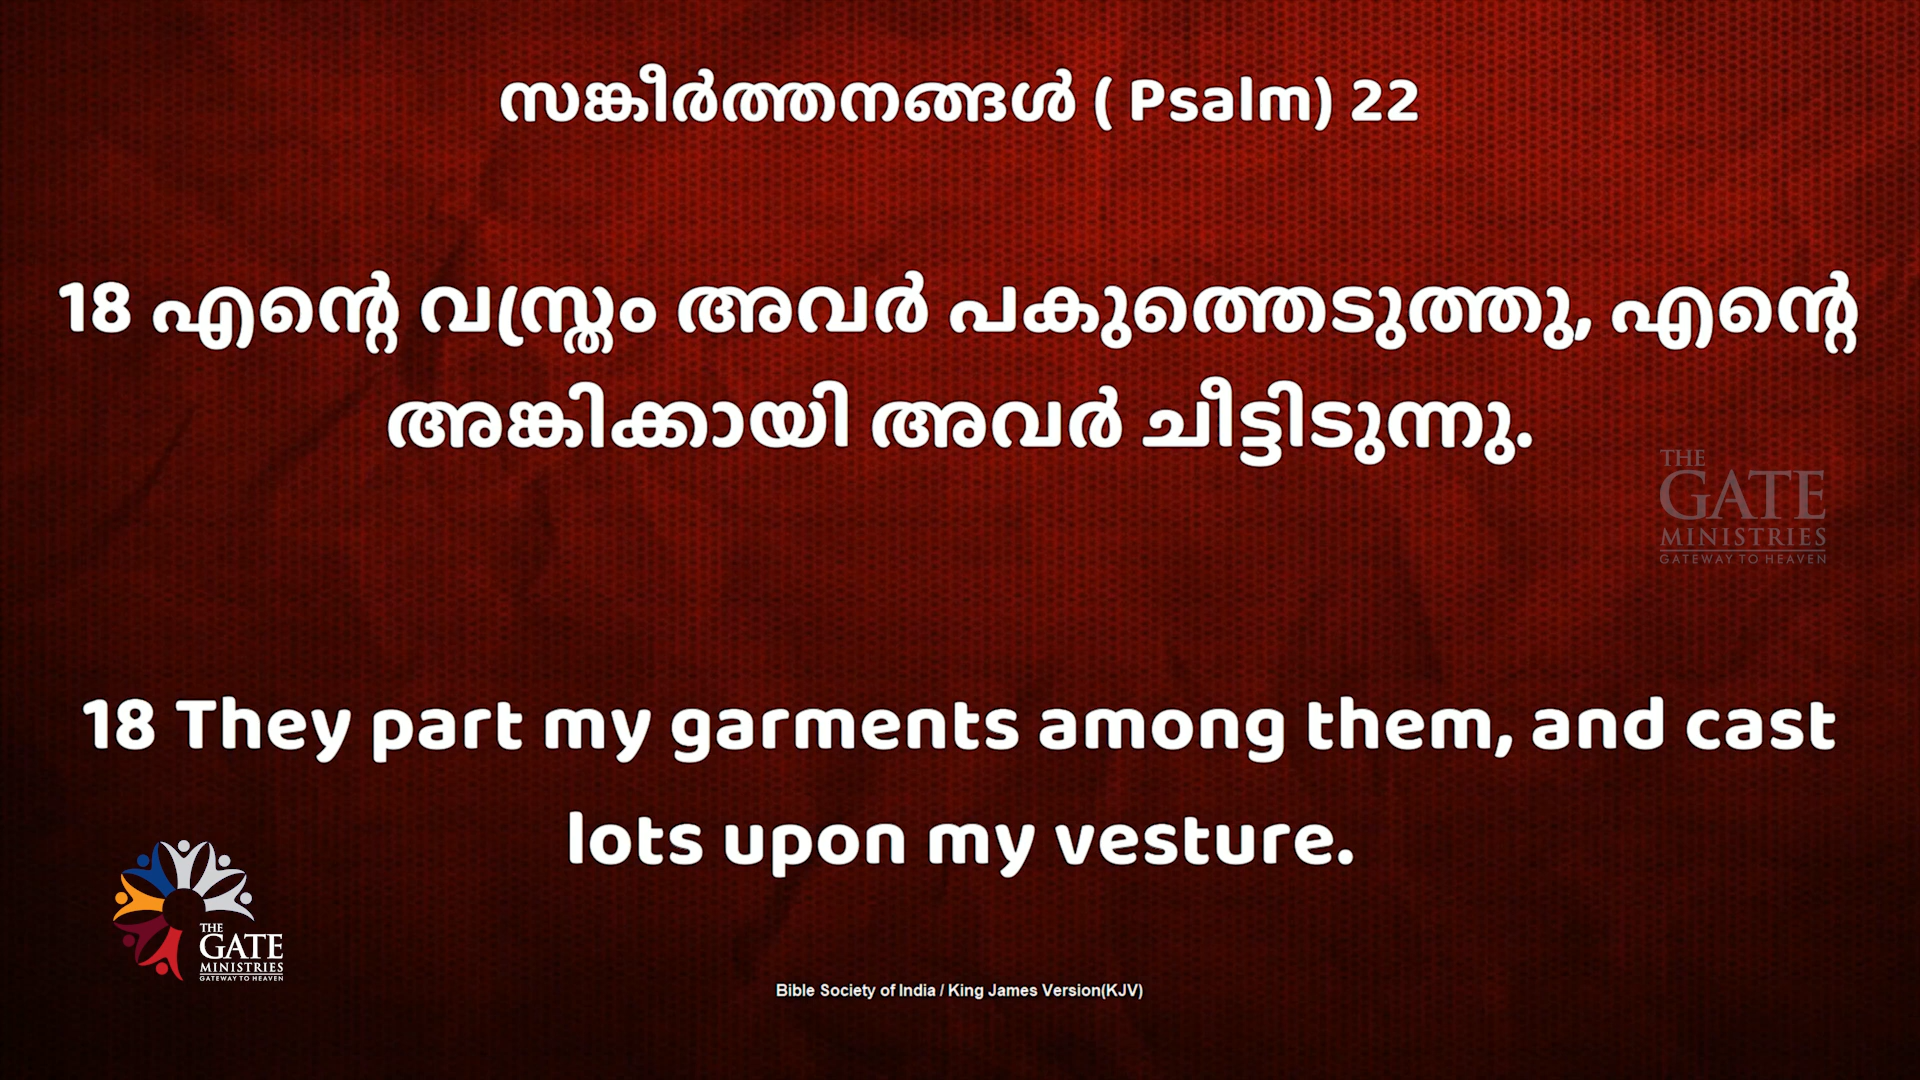 സങ്കീർത്തനങ്ങൾ ( Psalm) 22
18 എന്റെ വസ്ത്രം അവർ പകുത്തെടുത്തു, എന്റെ
അങ്കിക്കായി അവർ ചീട്ടിടുന്നു.
THE
GATE
MINISTRIES
GATEWAY TO HEAVEN
18 They part my garments among them, and cast
lots upon my vesture.
THE
GATE
MINISTRIES
GATEWAY TO HEAVEN
Bible Society of India / King James Version(KJV)